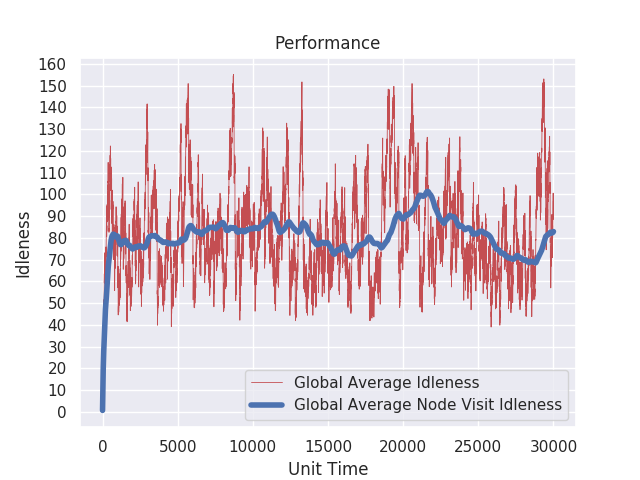 Performance
160
150
140
130
120
110
100
90
80
70
60
50
40
30
20
10
0
Idleness
Global Average Idleness
Global Average Node Visit Idleness
0 5000 10000 15000 20000 25000 30000
Unit Time